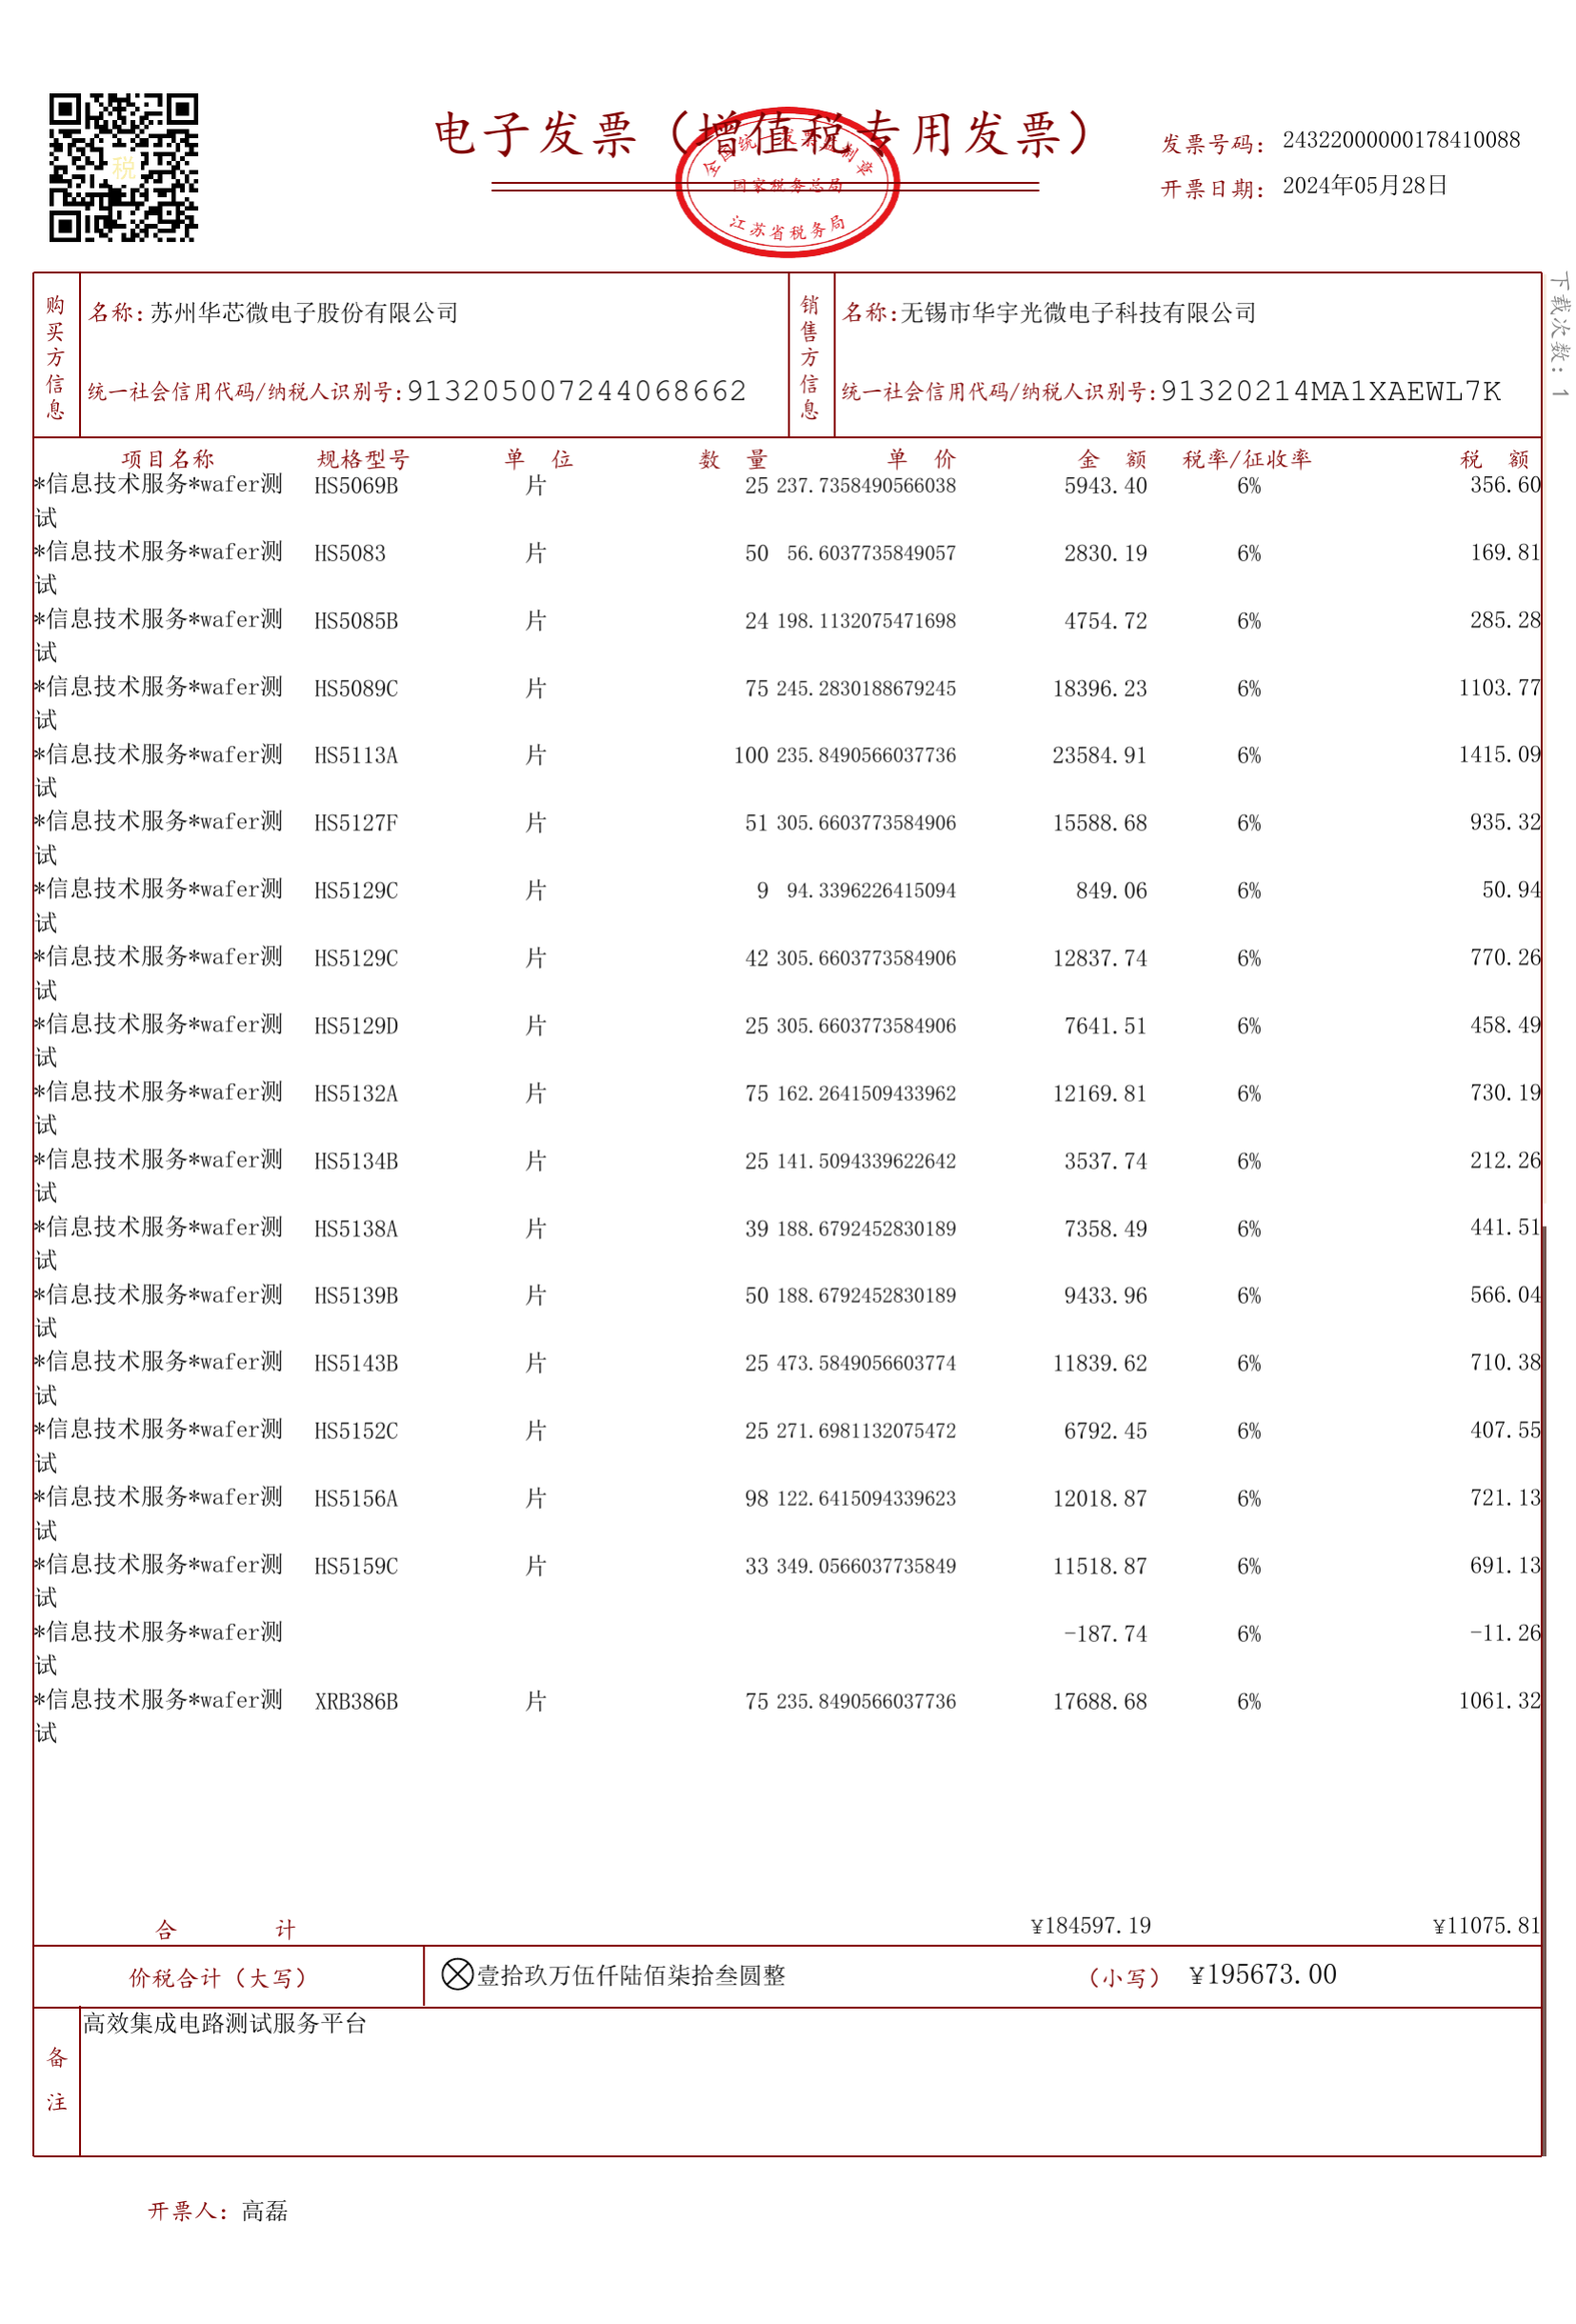 电子发票（增值税专用发票）
全国统一发票监制章
国家税务总局
江苏省税务局
税
发票号码：24322000000178410088
开票日期：2024年05月28日
下载次数：1
购买方信息
名称：苏州华芯微电子股份有限公司
统一社会信用代码/纳税人识别号：913205007244068662
销售方信息
名称：无锡市华宇光微电子科技有限公司
统一社会信用代码/纳税人识别号：91320214MA1XAEWL7K
项目名称 规格型号 单 位 数 量 单 价 金 额 税率/征收率 税 额
*信息技术服务*wafer测 HS5069B 片 25 237.7358490566038 5943.40 6% 356.60
试
*信息技术服务*wafer测 HS5083 片 50 56.6037735849057 2830.19 6% 169.81
试
*信息技术服务*wafer测 HS5085B 片 24 198.1132075471698 4754.72 6% 285.28
试
*信息技术服务*wafer测 HS5089C 片 75 245.2830188679245 18396.23 6% 1103.77
试
*信息技术服务*wafer测 HS5113A 片 100 235.8490566037736 23584.91 6% 1415.09
试
*信息技术服务*wafer测 HS5127F 片 51 305.6603773584906 15588.68 6% 935.32
试
*信息技术服务*wafer测 HS5129C 片 9 94.3396226415094 849.06 6% 50.94
试
*信息技术服务*wafer测 HS5129C 片 42 305.6603773584906 12837.74 6% 770.26
试
*信息技术服务*wafer测 HS5129D 片 25 305.6603773584906 7641.51 6% 458.49
试
*信息技术服务*wafer测 HS5132A 片 75 162.2641509433962 12169.81 6% 730.19
试
*信息技术服务*wafer测 HS5134B 片 25 141.5094339622642 3537.74 6% 212.26
试
*信息技术服务*wafer测 HS5138A 片 39 188.6792452830189 7358.49 6% 441.51
试
*信息技术服务*wafer测 HS5139B 片 50 188.6792452830189 9433.96 6% 566.04
试
*信息技术服务*wafer测 HS5143B 片 25 473.5849056603774 11839.62 6% 710.38
试
*信息技术服务*wafer测 HS5152C 片 25 271.6981132075472 6792.45 6% 407.55
试
*信息技术服务*wafer测 HS5156A 片 98 122.6415094339623 12018.87 6% 721.13
试
*信息技术服务*wafer测 HS5159C 片 33 349.0566037735849 11518.87 6% 691.13
试
*信息技术服务*wafer测 -187.74 6% -11.26
试
*信息技术服务*wafer测 XRB386B 片 75 235.8490566037736 17688.68 6% 1061.32
试
合 计 ¥184597.19 ¥11075.81
价税合计（大写） 壹拾玖万伍仟陆佰柒拾叁圆整 （小写） ¥195673.00
备注
高效集成电路测试服务平台
开票人：高磊